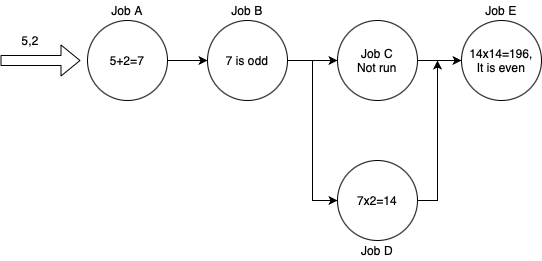 Job A
Job B
Job E
5,2
5+2=7
7 is odd
Job C
Not run
14x14=196,
It is even
7x2=14
Job D